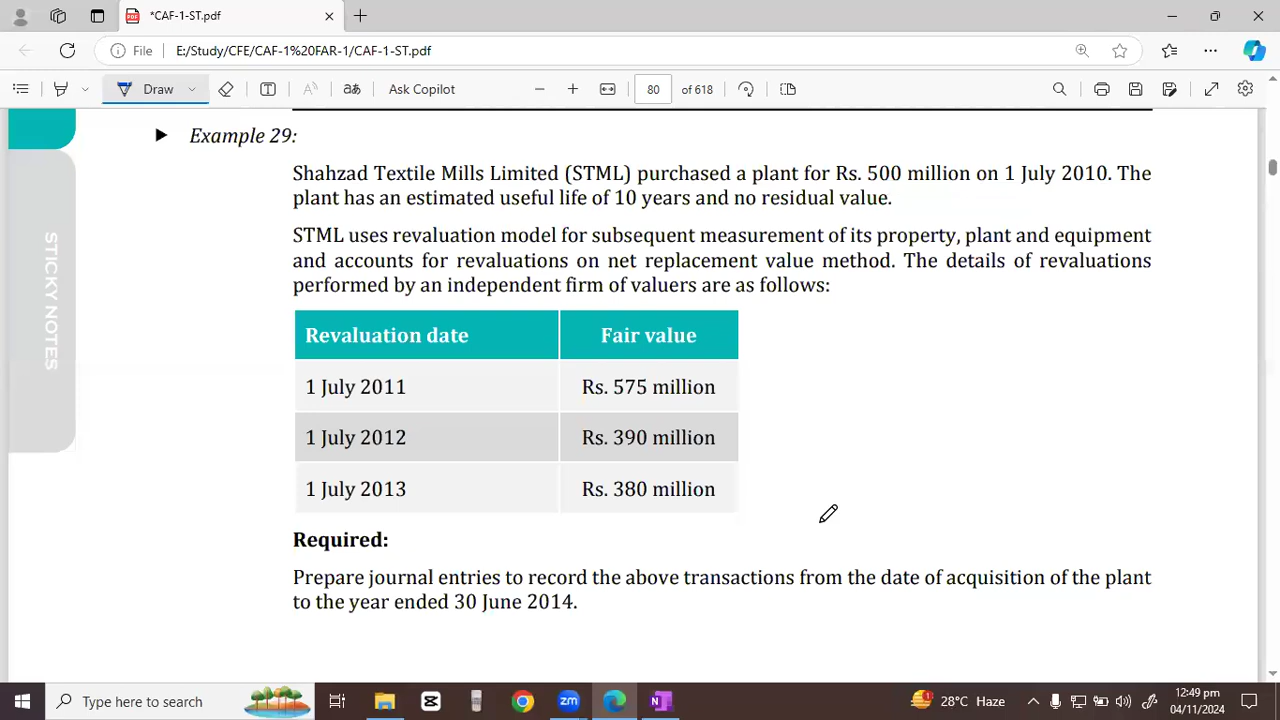 *CAF-1-ST.pdf
File E:/Study/CFE/CAF-1%20FAR-1/CAF-1-ST.pdf
Draw aあ Ask Copilot 80 of 618
Example 29:
Shahzad Textile Mills Limited (STML) purchased a plant for Rs. 500 million on 1 July 2010. The
plant has an estimated useful life of 10 years and no residual value.
STML uses revaluation model for subsequent measurement of its property, plant and equipment
and accounts for revaluations on net replacement value method. The details of revaluations
performed by an independent firm of valuers are as follows:
Revaluation date Fair value
1 July 2011 Rs. 575 million
1 July 2012 Rs. 390 million
1 July 2013 Rs. 380 million
Required:
Prepare journal entries to record the above transactions from the date of acquisition of the plant
to the year ended 30 June 2014.
STICKY NOTES
Type here to search
28°C Haze
12:49 pm
04/11/2024